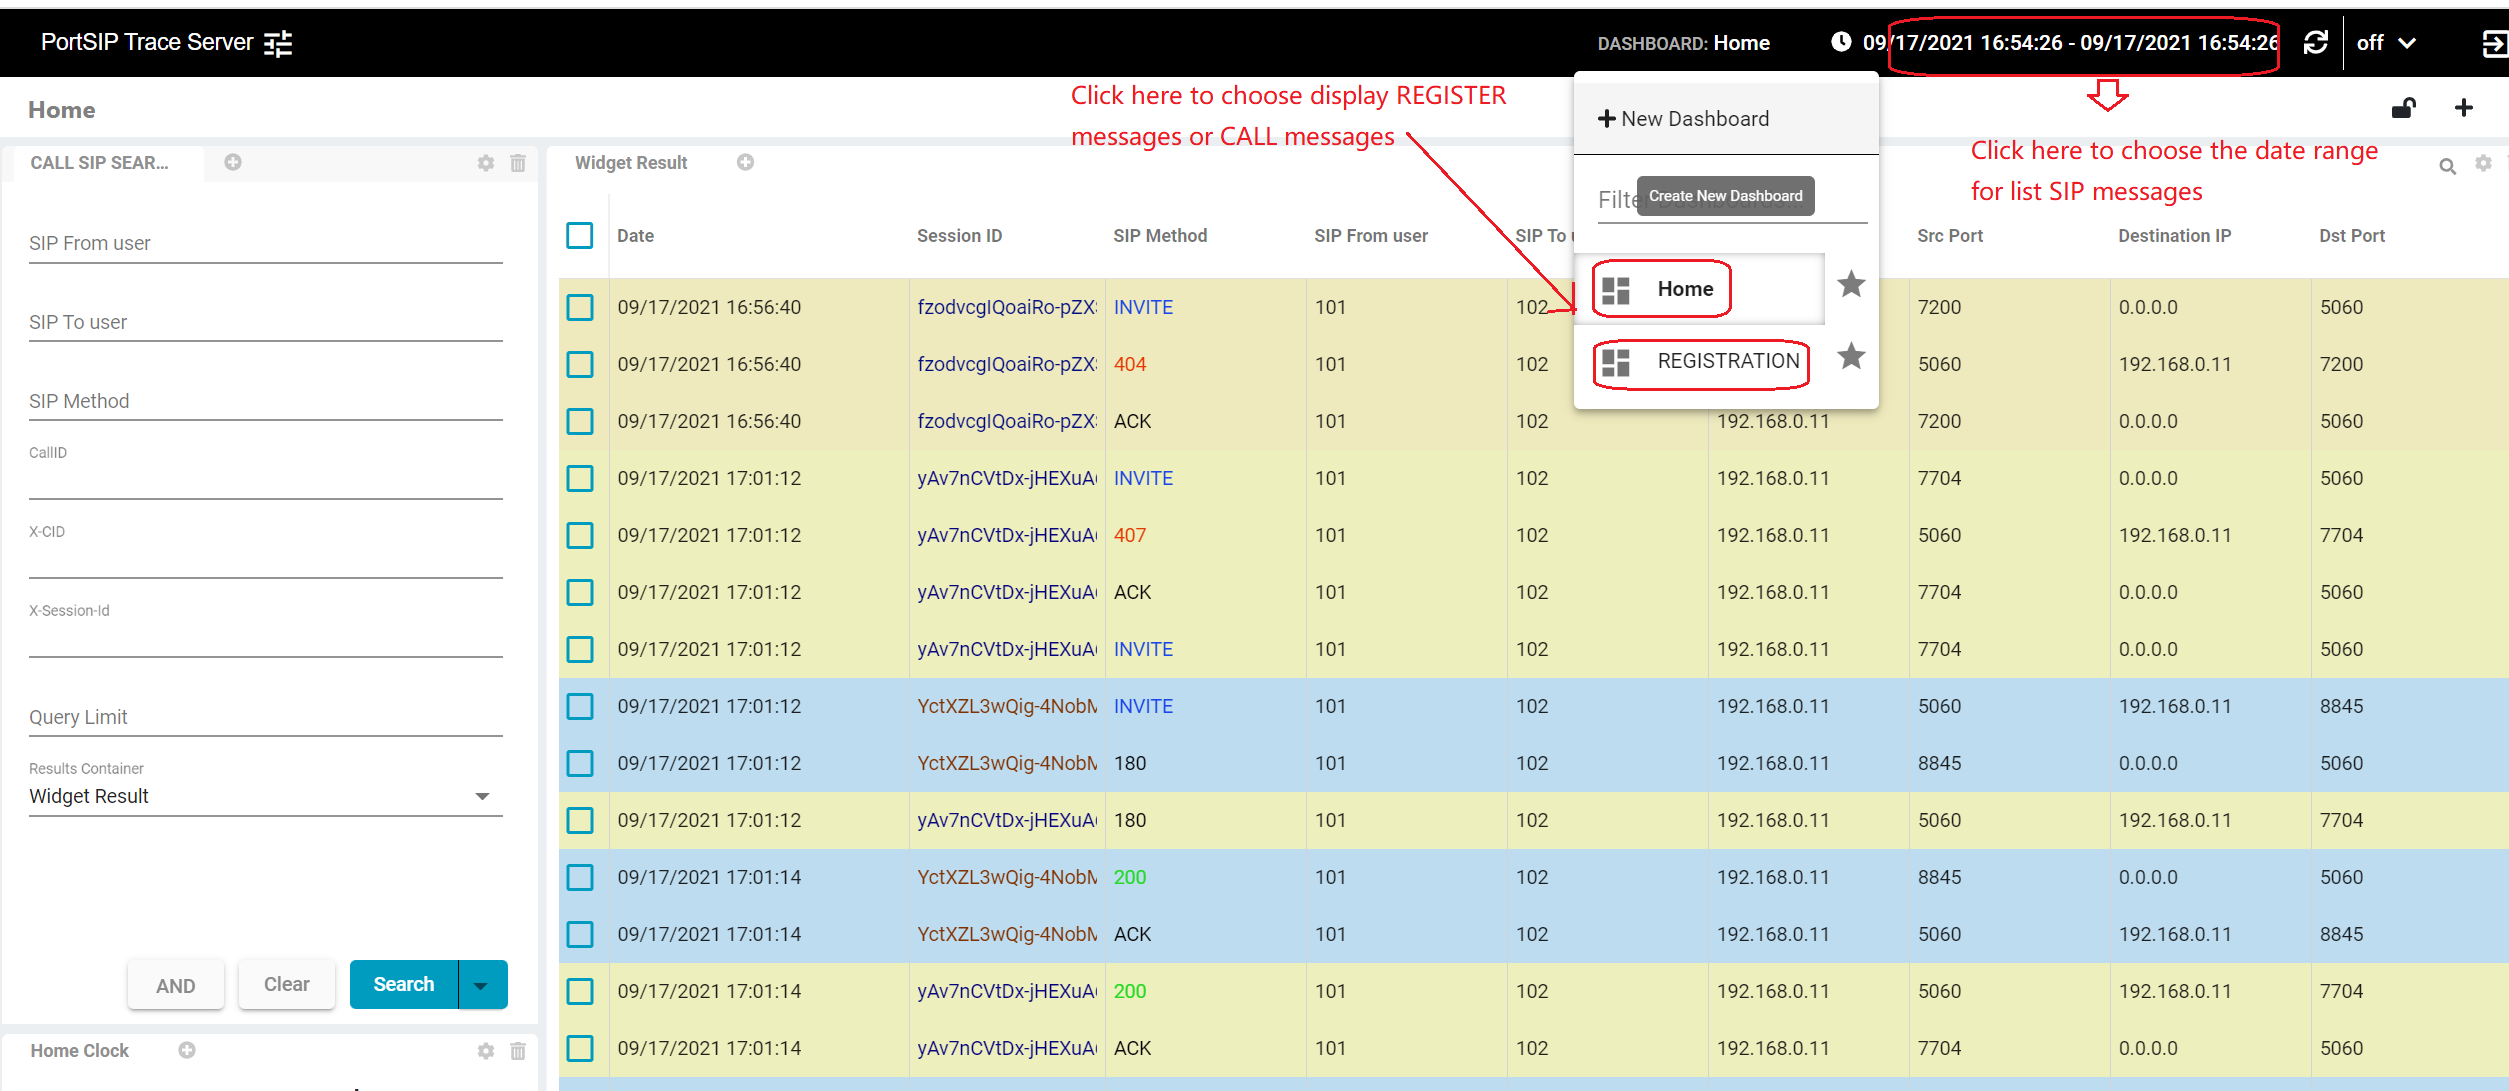 PortSIP Trace Server
DASHBOARD: Home
09/17/2021 16:54:26 - 09/17/2021 16:54:26
off
Click here to choose display REGISTER
messages or CALL messages
Click here to choose the date range
for list SIP messages
Home
New Dashboard
Create New Dashboard
Home
REGISTRATION
CALL SIP SEAR...
SIP From user
SIP To user
SIP Method
CallID
X-CID
X-Session-Id
Query Limit
Results Container
Widget Result
AND
Clear
Search
Home Clock
Widget Result
Date Session ID SIP Method SIP From user SIP To Src Port Destination IP Dst Port
09/17/2021 16:56:40 fzodvcgIQoaiRo-pZX INVITE 101 102 7200 0.0.0.0 5060
09/17/2021 16:56:40 fzodvcgIQoaiRo-pZX 404 101 102 5060 192.168.0.11 7200
09/17/2021 16:56:40 fzodvcgIQoaiRo-pZX ACK 101 102 192.168.0.11 7200 0.0.0.0 5060
09/17/2021 17:01:12 yAv7nCVtDx-jHEXuA INVITE 101 102 192.168.0.11 7704 0.0.0.0 5060
09/17/2021 17:01:12 yAv7nCVtDx-jHEXuA 407 101 102 192.168.0.11 5060 192.168.0.11 7704
09/17/2021 17:01:12 yAv7nCVtDx-jHEXuA ACK 101 102 192.168.0.11 7704 0.0.0.0 5060
09/17/2021 17:01:12 yAv7nCVtDx-jHEXuA INVITE 101 102 192.168.0.11 7704 0.0.0.0 5060
09/17/2021 17:01:12 YctXZL3wQig-4NobM INVITE 101 102 192.168.0.11 5060 192.168.0.11 8845
09/17/2021 17:01:12 YctXZL3wQig-4NobM 180 101 102 192.168.0.11 8845 0.0.0.0 5060
09/17/2021 17:01:12 yAv7nCVtDx-jHEXuA 180 101 102 192.168.0.11 5060 192.168.0.11 7704
09/17/2021 17:01:14 YctXZL3wQig-4NobM 200 101 102 192.168.0.11 8845 0.0.0.0 5060
09/17/2021 17:01:14 YctXZL3wQig-4NobM ACK 101 102 192.168.0.11 5060 192.168.0.11 8845
09/17/2021 17:01:14 yAv7nCVtDx-jHEXuA 200 101 102 192.168.0.11 5060 192.168.0.11 7704
09/17/2021 17:01:14 yAv7nCVtDx-jHEXuA ACK 101 102 192.168.0.11 7704 0.0.0.0 5060